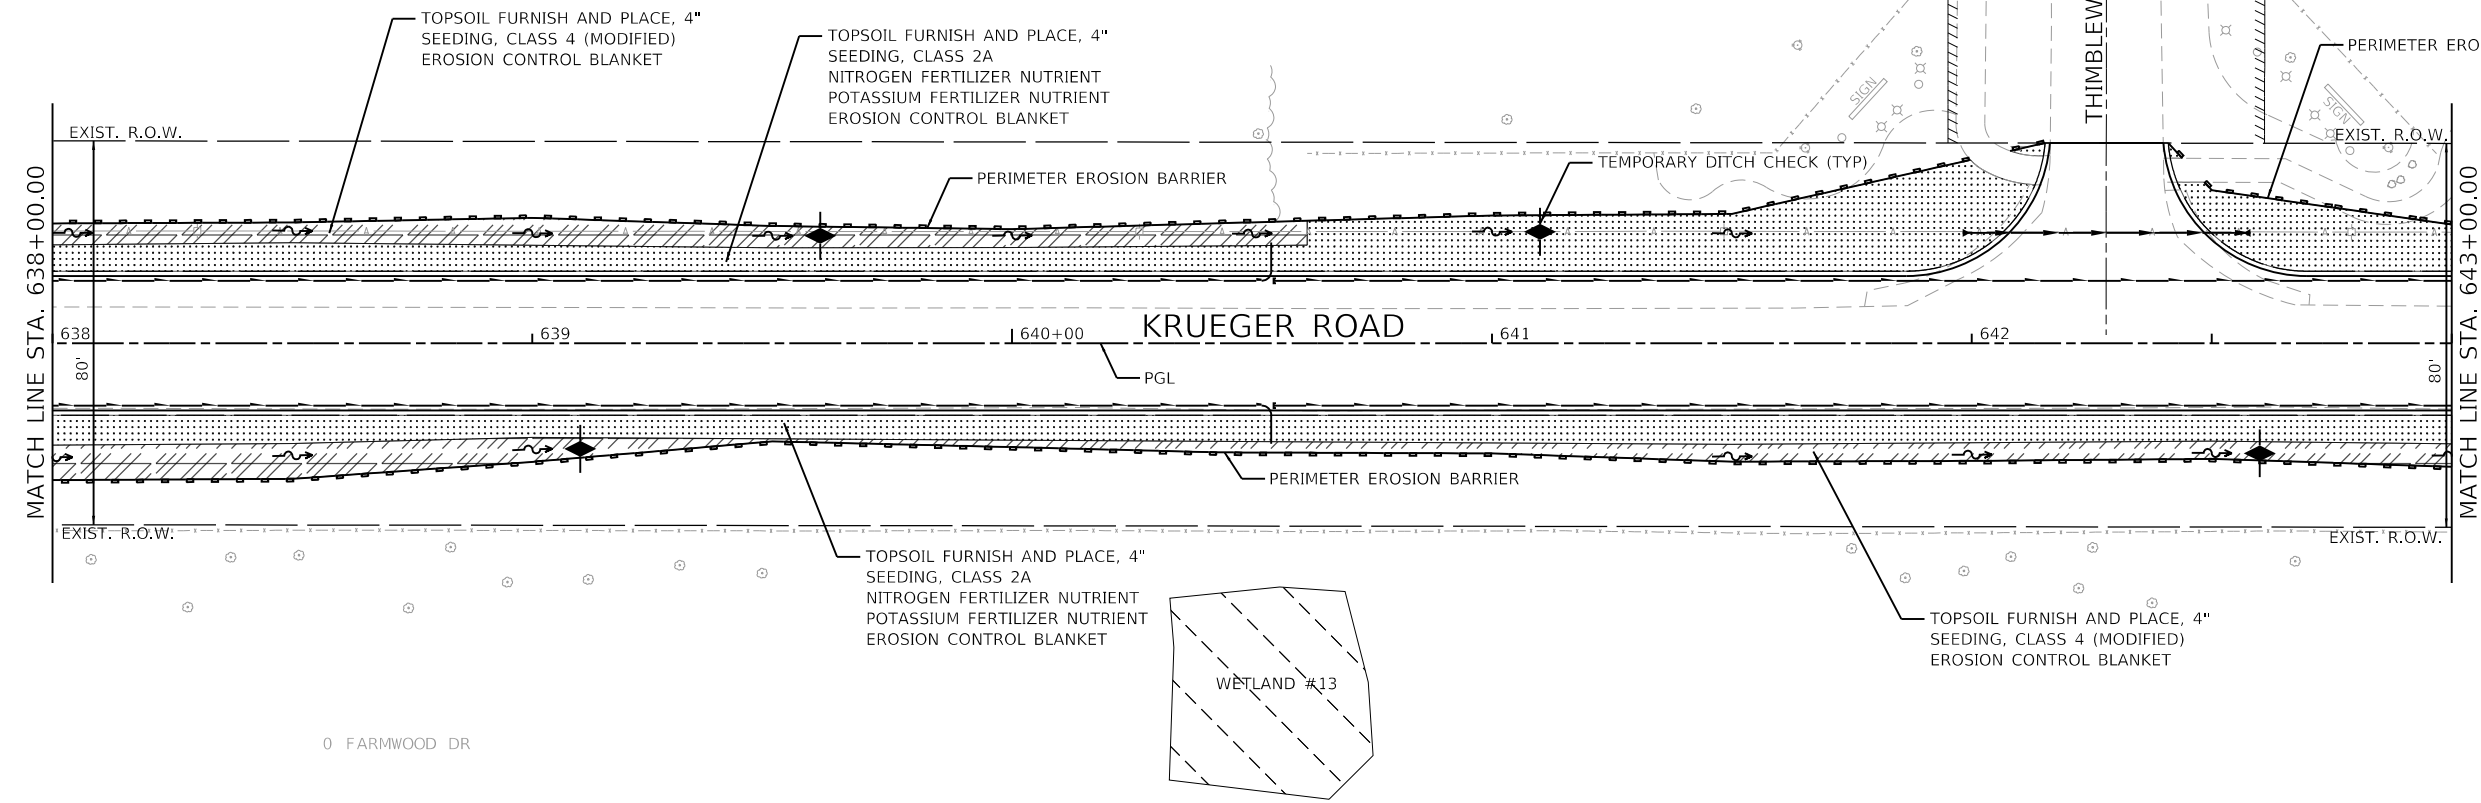 TOPSOIL FURNISH AND PLACE, 4"
SEEDING, CLASS 4 (MODIFIED)
EROSION CONTROL BLANKET
TOPSOIL FURNISH AND PLACE, 4"
SEEDING, CLASS 2A
NITROGEN FERTILIZER NUTRIENT
POTASSIUM FERTILIZER NUTRIENT
EROSION CONTROL BLANKET
THIMBLEW
PERIMETER ERO
SIGN
SIGN
EXIST. R.O.W.
EXIST. R.O.W.
TEMPORARY DITCH CHECK (TYP)
PERIMETER EROSION BARRIER
MATCH LINE STA. 638+00.00
MATCH LINE STA. 643+00.00
KRUEGER ROAD
638
639
640+00
641
642
80'
80'
PGL
PERIMETER EROSION BARRIER
EXIST. R.O.W.
EXIST. R.O.W.
TOPSOIL FURNISH AND PLACE, 4"
SEEDING, CLASS 2A
NITROGEN FERTILIZER NUTRIENT
POTASSIUM FERTILIZER NUTRIENT
EROSION CONTROL BLANKET
TOPSOIL FURNISH AND PLACE, 4"
SEEDING, CLASS 4 (MODIFIED)
EROSION CONTROL BLANKET
WETLAND #13
0 FARMWOOD DR